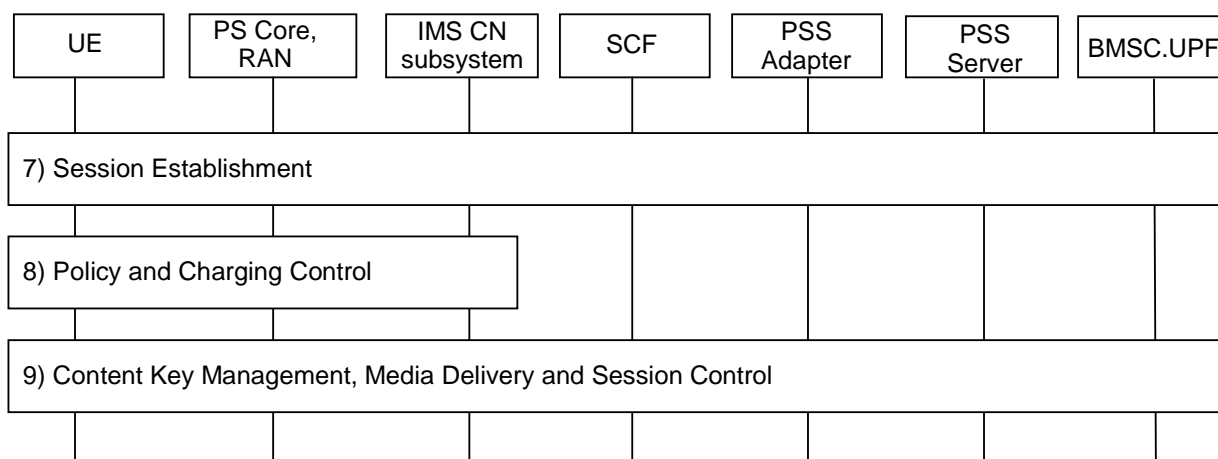 UE
PS Core,
RAN
IMS CN
subsystem
SCF
PSS
Adapter
PSS
Server
BMSC.UPF
7) Session Establishment
8) Policy and Charging Control
9) Content Key Management, Media Delivery and Session Control